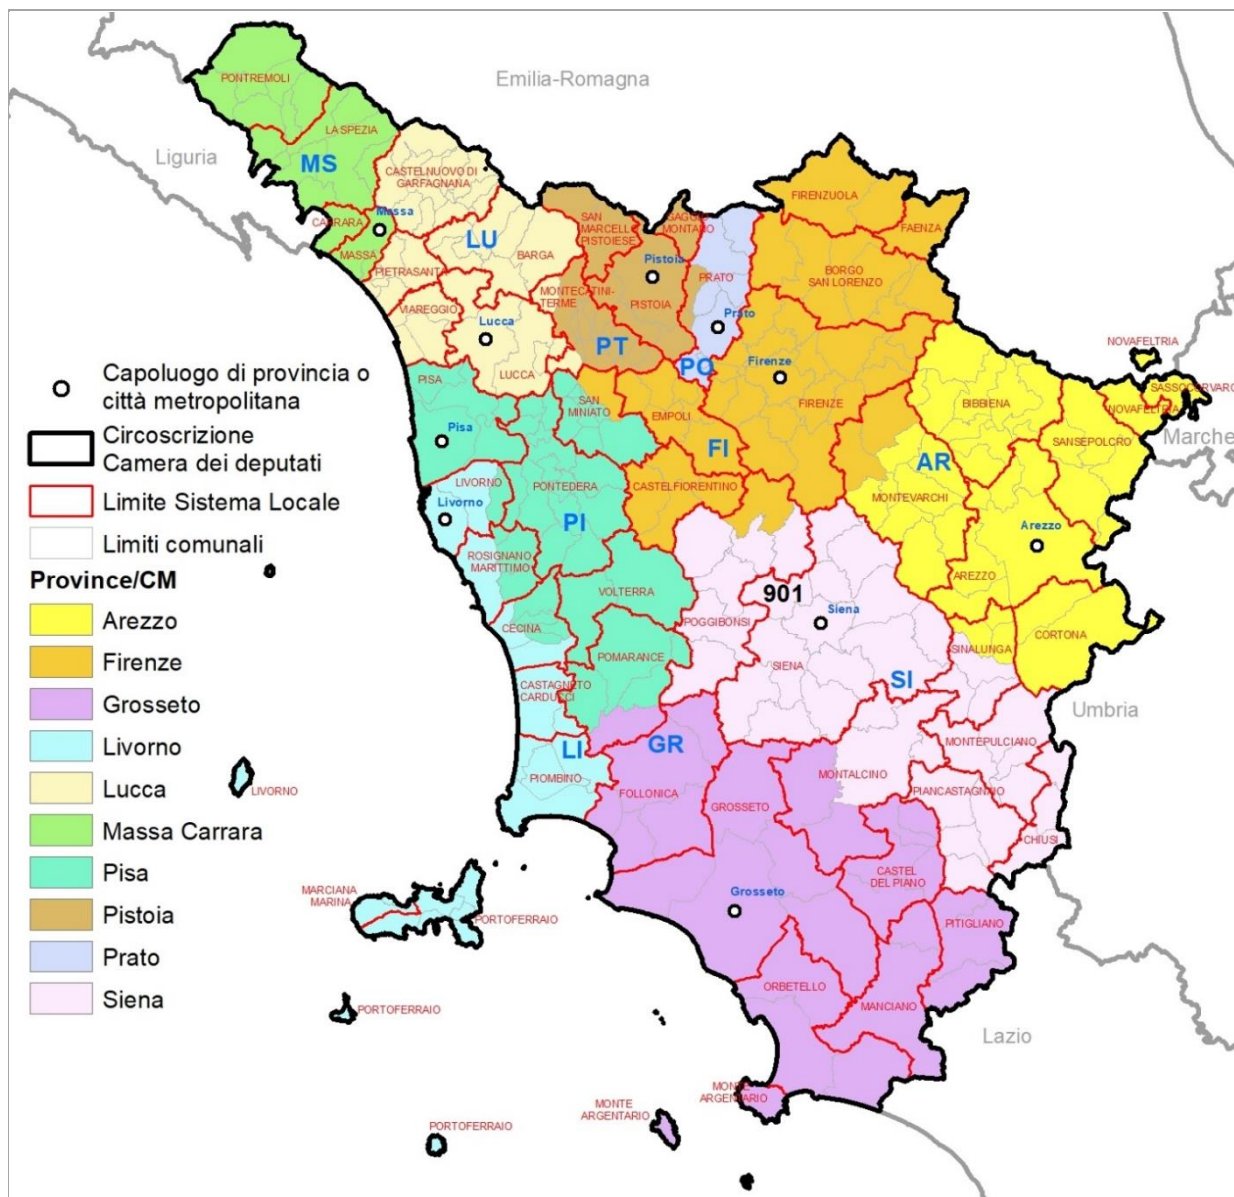 Emilia-Romagna
PONTREMOLI
LA SPEZIA
Liguria
MS
CASTELNUOVO DI
GARFAGNANA
FIRENZUOLA
CARRARA
Massa
SAN
MARCELLO
PISTOIESE
GAGGIO
MONTANO
FAENZA
MASSA
LU
BARGA
Pistoia
PRATO
BORGO
SAN LORENZO
PIETRASANTA
MONTECATINI-
TERME
PISTOIA
VIAREGGIO
Lucca
Prato
PT
PO
Firenze
LUCCA
NOVAFELTRIA
SASSOCORVARO
NOVAFELTRIA
PISA
SAN
MINIATO
EMPOLI
FIRENZE
BIBBIENA
SANSEPOLCRO
Marche
Pisa
FI
AR
LIVORNO
PONTEDERA
CASTELFIORENTINO
MONTEVARCHI
Livorno
PI
Arezzo
ROSIGNANO
MARITTIMO
VOLTERRA
901
Siena
AREZZO
CECINA
POGGIBONSI
POMARANCE
SIENA
SINALUNGA
CORTONA
CASTAGNETO
CARDUCCI
SI
Umbria
LI
GR
MONTEPULCIANO
PIOMBINO
FOLLONICA
GROSSETO
MONTALCINO
PIANCASTAGNAIO
LIVORNO
CHIUSI
CASTEL
DEL PIANO
Grosseto
MARCIANA
MARINA
PORTOFERRAIO
PITIGLIANO
ORBETELLO
MANCIANO
PORTOFERRAIO
Lazio
MONTE
ARGENTARIO
MONTE
ARGENTARIO
PORTOFERRAIO
Capoluogo di provincia o
città metropolitana
Circoscrizione
Camera dei deputati
Limite Sistema Locale
Limiti comunali
Province/CM
Arezzo
Firenze
Grosseto
Livorno
Lucca
Massa Carrara
Pisa
Pistoia
Prato
Siena